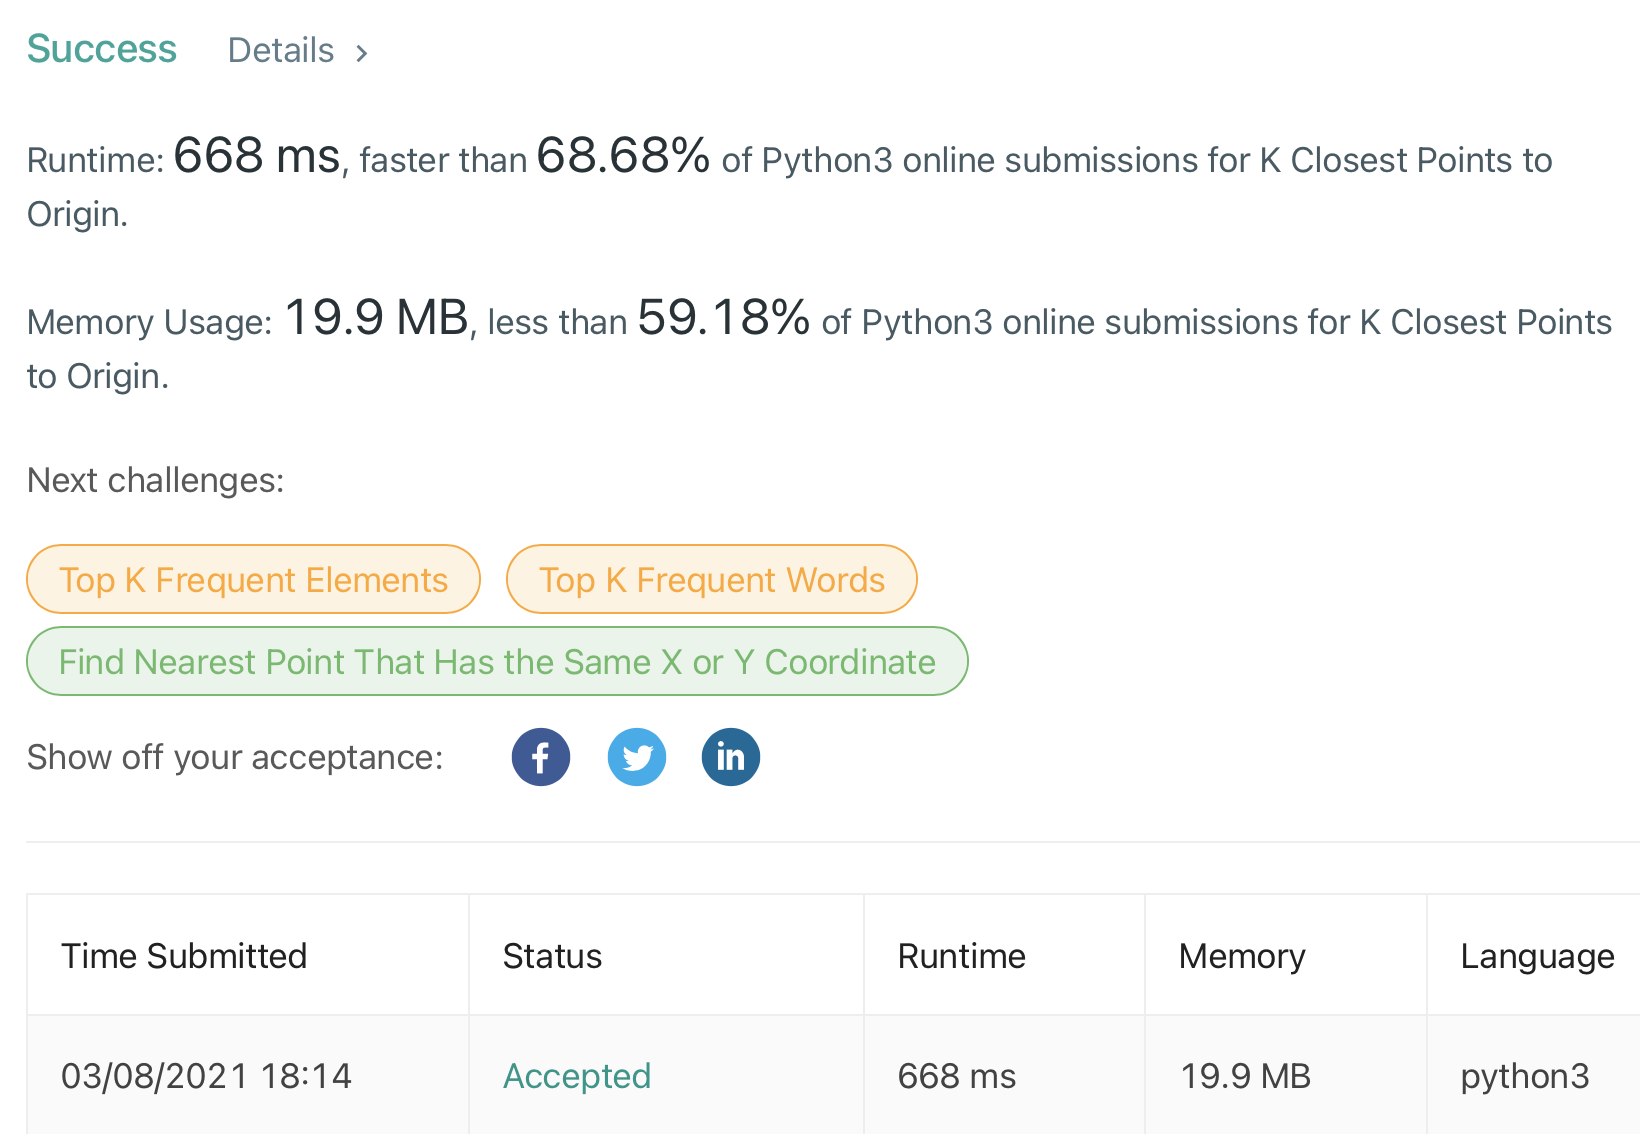 Success Details >
Runtime: 668 ms, faster than 68.68% of Python3 online submissions for K Closest Points to
Origin.
Memory Usage: 19.9 MB, less than 59.18% of Python3 online submissions for K Closest Points
to Origin.
Next challenges:
Top K Frequent Elements Top K Frequent Words
Find Nearest Point That Has the Same X or Y Coordinate
Show off your acceptance: f in
Time Submitted Status Runtime Memory Language
03/08/2021 18:14 Accepted 668 ms 19.9 MB python3